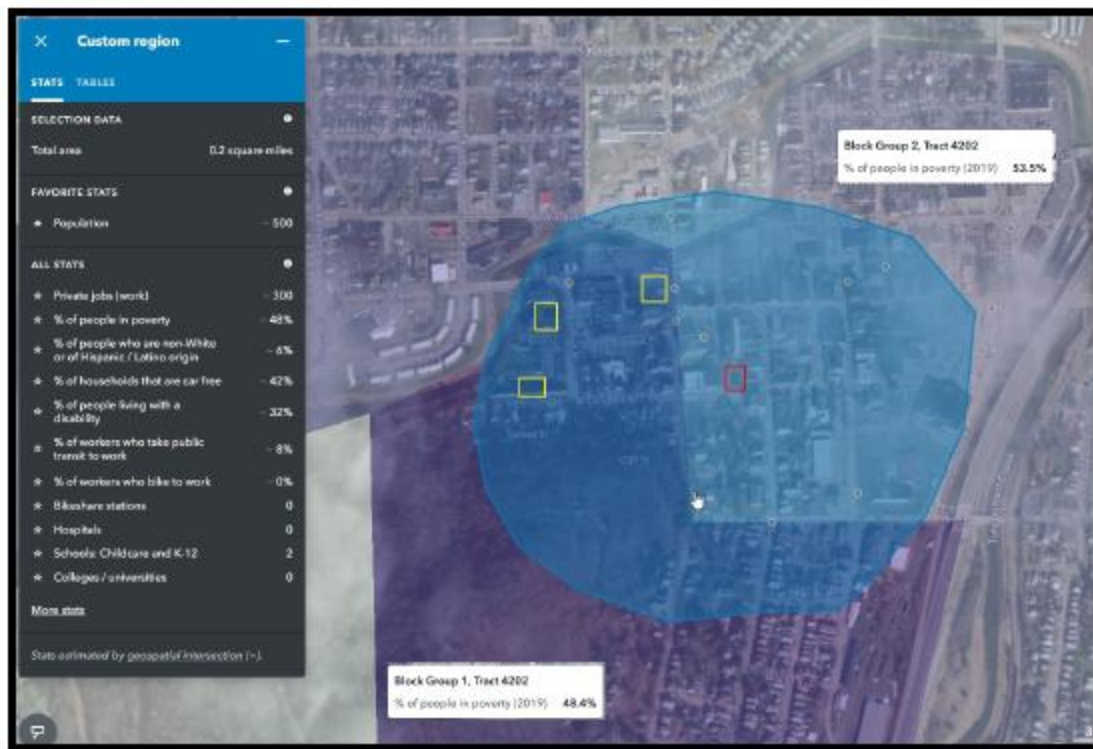 Custom region
STATS TABLES
SELECTION DATA
Total area 0.2 square miles
FAVORITE STATS
Population ~ 500
ALL STATS
Private jobs (work) ~ 300
% of people in poverty ~ 48%
% of people who are non-White
or of Hispanic / Latino origin ~ 6%
% of households that are car free ~ 42%
% of people living with a
disability ~ 32%
% of workers who take public
transit to work ~ 8%
% of workers who bike to work ~ 0%
Bikeshare stations 0
Hospitals 0
Schools: Childcare and K-12 2
Colleges / universities 0
More stats
Stats estimated by geospatial intersection (~).
Block Group 2, Tract 4202
% of people in poverty (2019) 53.5%
Block Group 1, Tract 4202
% of people in poverty (2019) 48.4%